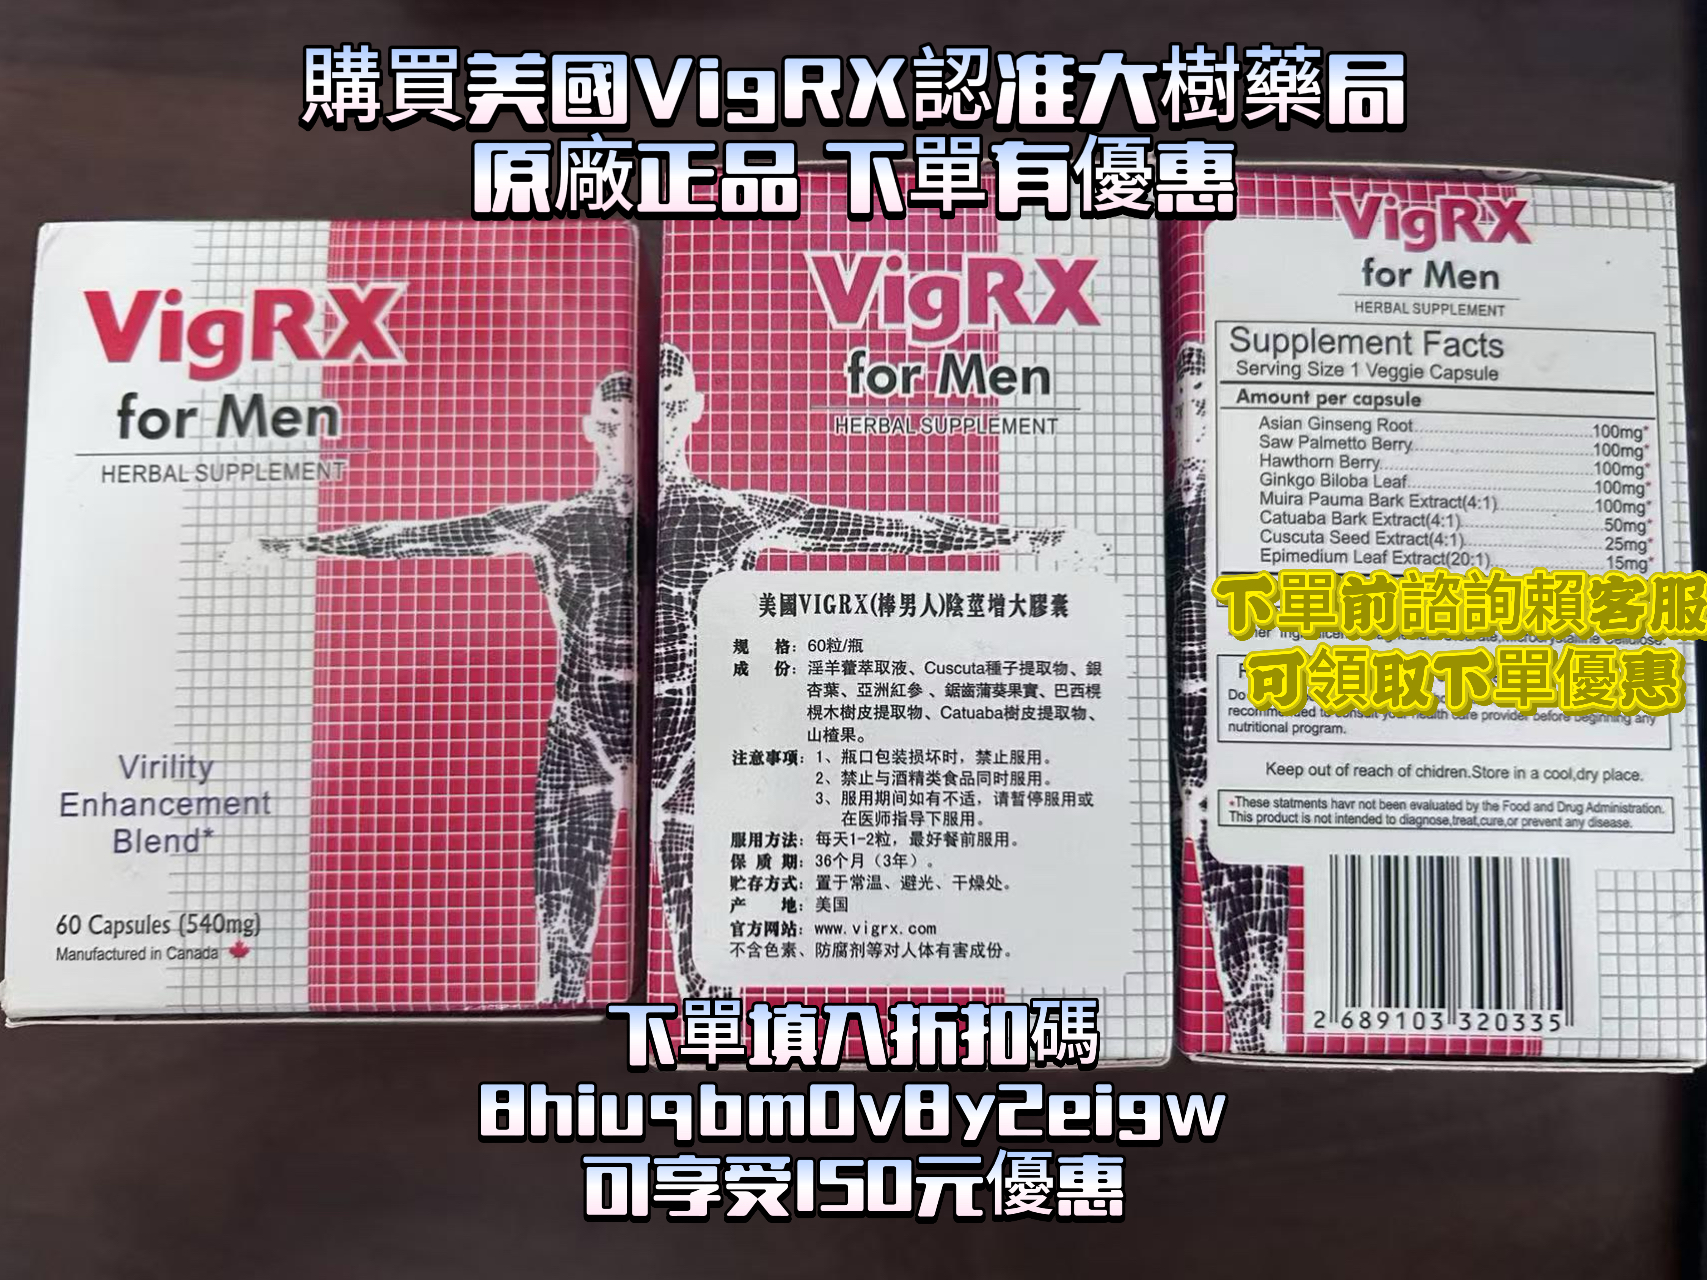 購買美國VigRX認准大樹藥局
原廠正品 下單有優惠
VigRX
for Men
HERBAL SUPPLEMENT
Virility
Enhancement
Blend*
60 Capsules (540mg)
Manufactured in Canada
VigRX
for Men
HERBAL SUPPLEMENT
美國VIGRX(棒男人)陰莖增大膠囊
规 格：60粒/瓶
成 份：淫羊藿萃取液、Cuscuta種子提取物、銀
杏葉、亞洲紅參、鋸齒蒲葵果實、巴西榥
榥木樹皮提取物、Catuaba樹皮提取物、
山楂果。
注意事項：1、瓶口包装损坏时，禁止服用。
2、禁止与酒精类食品同时服用。
3、服用期间如有不适，请暂停服用或
在医师指导下服用。
服用方法：每天1-2粒，最好餐前服用。
保 质 期：36个月（3年）。
贮存方式：置于常温、避光、干燥处。
产 地：美国
官方网站：www.vigrx.com
不含色素、防腐剂等对人体有害成份。
VigRX
for Men
HERBAL SUPPLEMENT
Supplement Facts
Serving Size 1 Veggie Capsule
Amount per capsule
Asian Ginseng Root 100mg*
Saw Palmetto Berry 100mg*
Hawthorn Berry 100mg*
Ginkgo Biloba Leaf 100mg*
Muira Pauma Bark Extract(4:1) 100mg*
Catuaba Bark Extract(4:1) 50mg*
Cuscuta Seed Extract(4:1) 25mg*
Epimedium Leaf Extract(20:1) 15mg*
下單前諮詢賴客服
可領取下單優惠
Do
recommended to consult your health care provider before beginning any
nutritional program.
Keep out of reach of chidren.Store in a cool,dry place.
*These statments havr not been evaluated by the Food and Drug Administration.
This product is not intended to diagnose,treat,cure,or prevent any disease.
2 689103 320335
下單填入折扣碼
8hiuqbm0v8y2eigw
可享受150元優惠